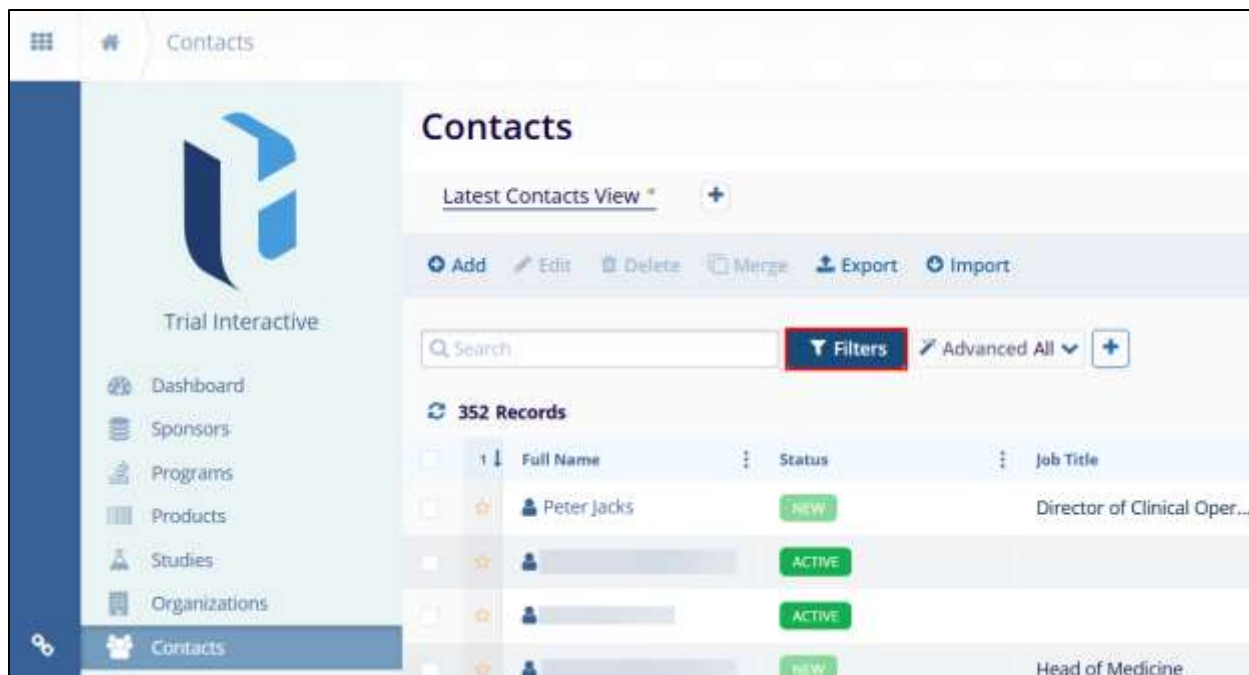 Contacts
Trial Interactive
Dashboard
Sponsors
Programs
Products
Studies
Organizations
Contacts
Contacts
Latest Contacts View *
Add Edit Delete Merge Export Import
Search Filters Advanced All
352 Records
1 Full Name Status Job Title
Peter Jacks NEW Director of Clinical Oper...
ACTIVE
ACTIVE
NEW Head of Medicine